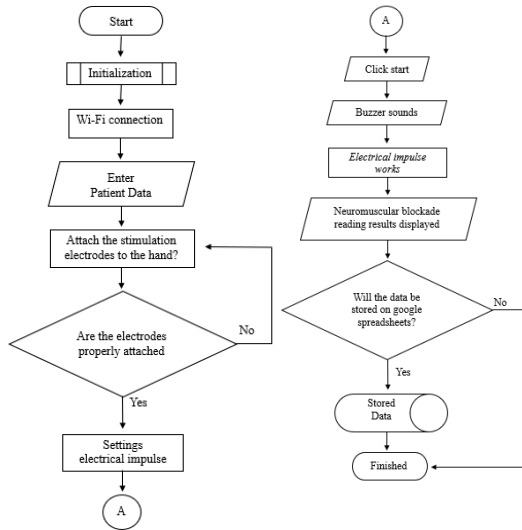 Start
Initialization
Wi-Fi connection
Enter
Patient Data
Attach the stimulation
electrodes to the hand?
Are the electrodes
properly attached
No
Yes
Settings
electrical impulse
A
A
Click start
Buzzer sounds
Electrical impulse
works
Neuromuscular blockade
reading results displayed
Will the data be
stored on google
spreadsheets?
No
Yes
Stored
Data
Finished